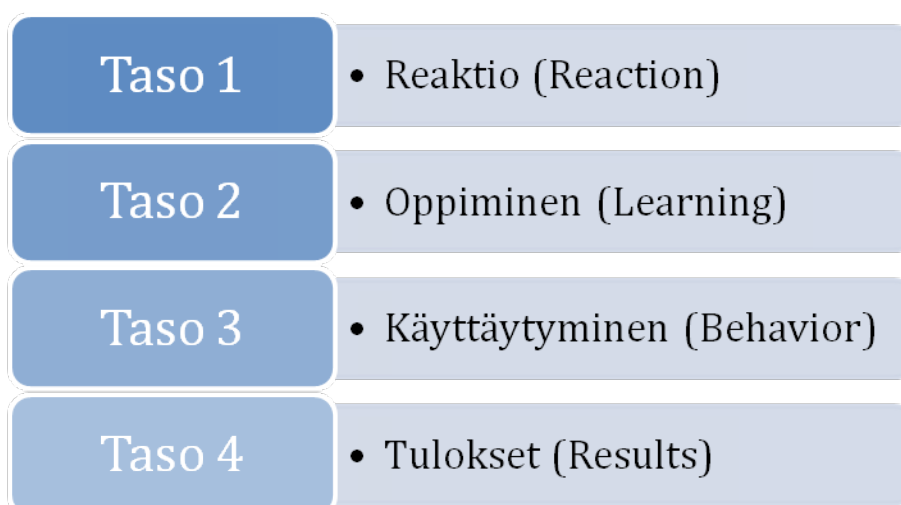 Taso 1
• Reaktio (Reaction)
Taso 2
• Oppiminen (Learning)
Taso 3
• Käyttäytyminen (Behavior)
Taso 4
• Tulokset (Results)